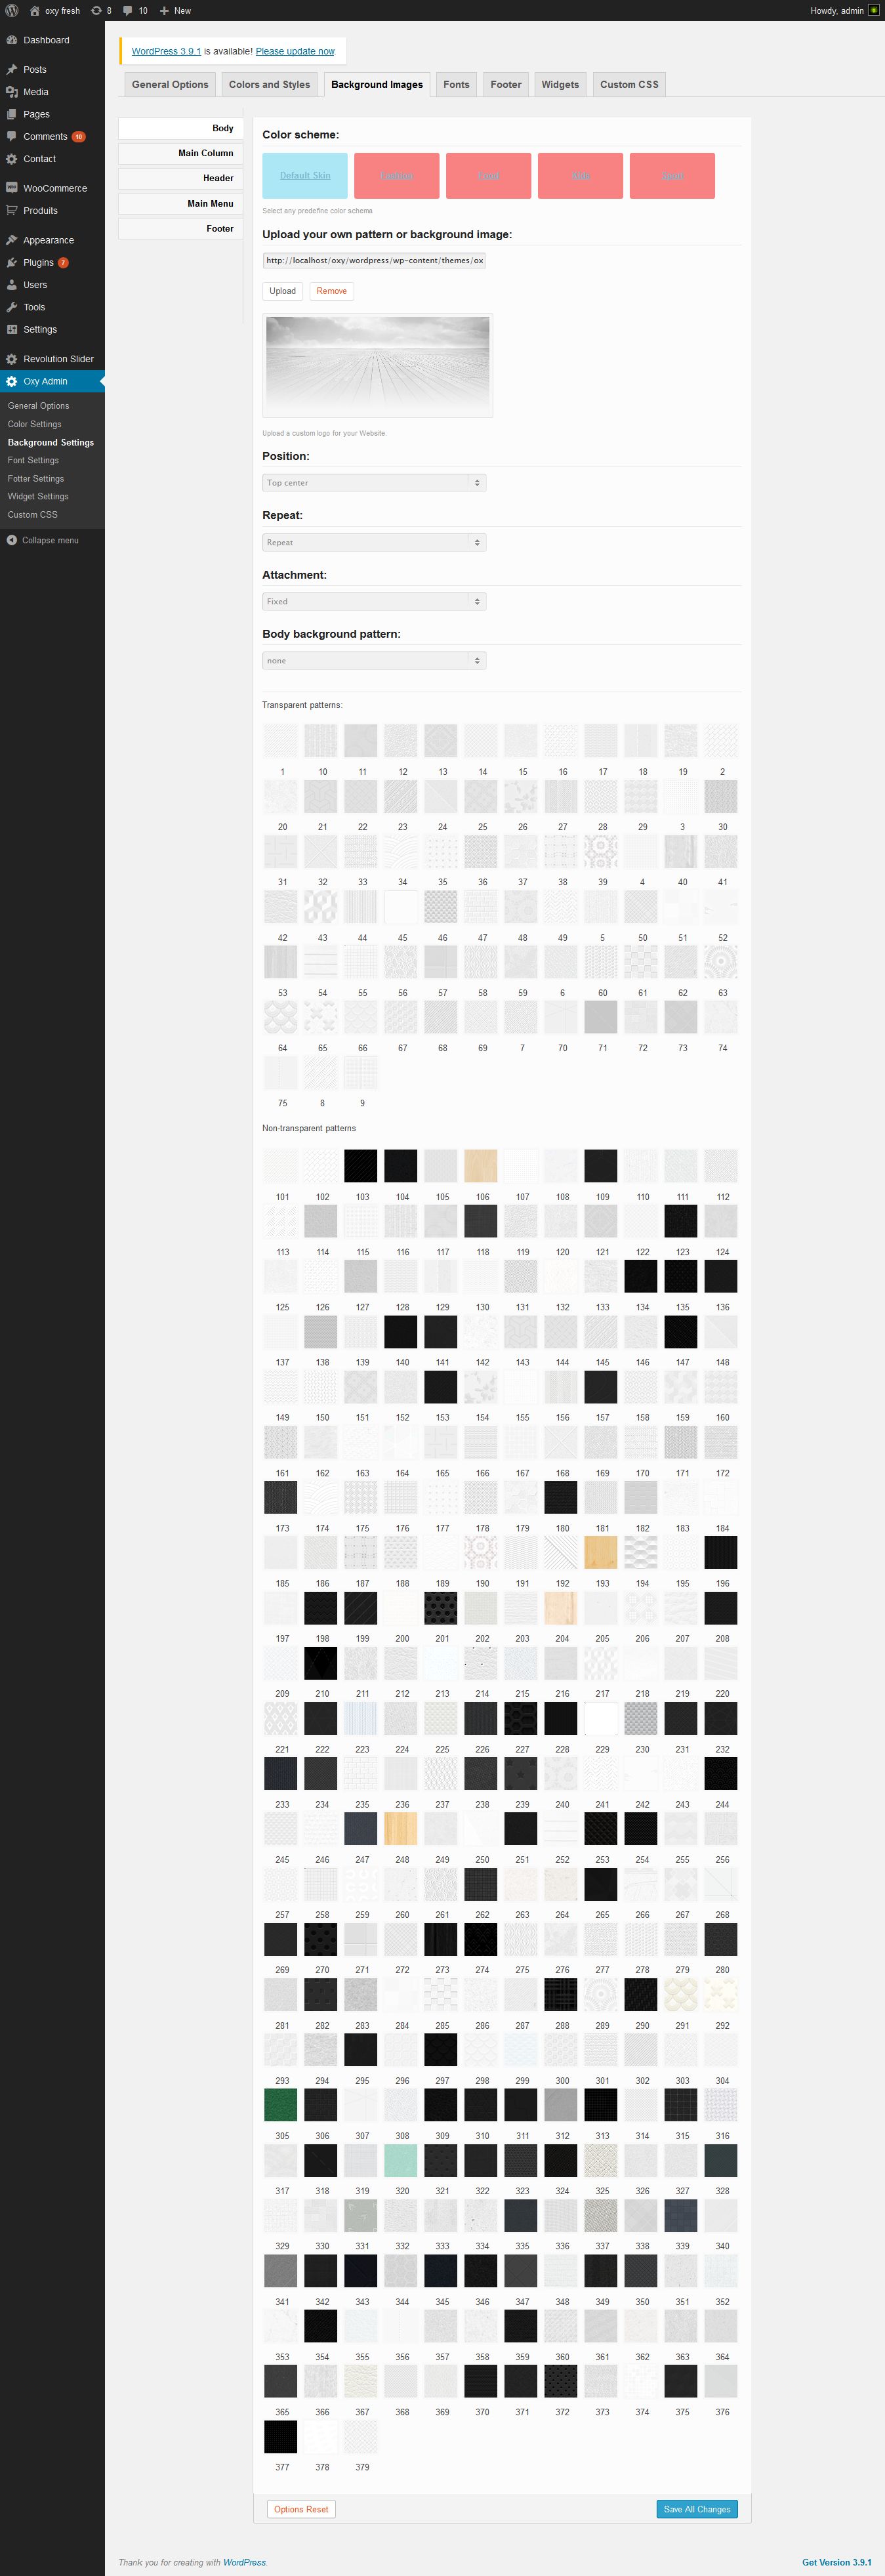 oxy fresh 8 10 New Howdy, admin
Dashboard
Posts
Media
Pages
Comments 10
Contact
WooCommerce
Produits
Appearance
Plugins 7
Users
Tools
Settings
Revolution Slider
Oxy Admin
General Options
Color Settings
Background Settings
Font Settings
Fotter Settings
Widget Settings
Custom CSS
Collapse menu
WordPress 3.9.1 is available! Please update now.
General Options Colors and Styles Background Images Fonts Footer Widgets Custom CSS
Body
Main Column
Header
Main Menu
Footer
Color scheme:
Default Skin
Select any predefine color schema
Upload your own pattern or background image:
http://localhost/oxy/wordpress/wp-content/themes/ox
Upload Remove
Upload a custom logo for your Website.
Position:
Top center
Repeat:
Repeat
Attachment:
Fixed
Body background pattern:
none
Transparent patterns:
1 10 11 12 13 14 15 16 17 18 19 2
20 21 22 23 24 25 26 27 28 29 3 30
31 32 33 34 35 36 37 38 39 4 40 41
42 43 44 45 46 47 48 49 5 50 51 52
53 54 55 56 57 58 59 6 60 61 62 63
64 65 66 67 68 69 7 70 71 72 73 74
75 8 9
Non-transparent patterns
101 102 103 104 105 106 107 108 109 110 111 112
113 114 115 116 117 118 119 120 121 122 123 124
125 126 127 128 129 130 131 132 133 134 135 136
137 138 139 140 141 142 143 144 145 146 147 148
149 150 151 152 153 154 155 156 157 158 159 160
161 162 163 164 165 166 167 168 169 170 171 172
173 174 175 176 177 178 179 180 181 182 183 184
185 186 187 188 189 190 191 192 193 194 195 196
197 198 199 200 201 202 203 204 205 206 207 208
209 210 211 212 213 214 215 216 217 218 219 220
221 222 223 224 225 226 227 228 229 230 231 232
233 234 235 236 237 238 239 240 241 242 243 244
245 246 247 248 249 250 251 252 253 254 255 256
257 258 259 260 261 262 263 264 265 266 267 268
269 270 271 272 273 274 275 276 277 278 279 280
281 282 283 284 285 286 287 288 289 290 291 292
293 294 295 296 297 298 299 300 301 302 303 304
305 306 307 308 309 310 311 312 313 314 315 316
317 318 319 320 321 322 323 324 325 326 327 328
329 330 331 332 333 334 335 336 337 338 339 340
341 342 343 344 345 346 347 348 349 350 351 352
353 354 355 356 357 358 359 360 361 362 363 364
365 366 367 368 369 370 371 372 373 374 375 376
377 378 379
Options Reset Save All Changes
Thank you for creating with WordPress. Get Version 3.9.1